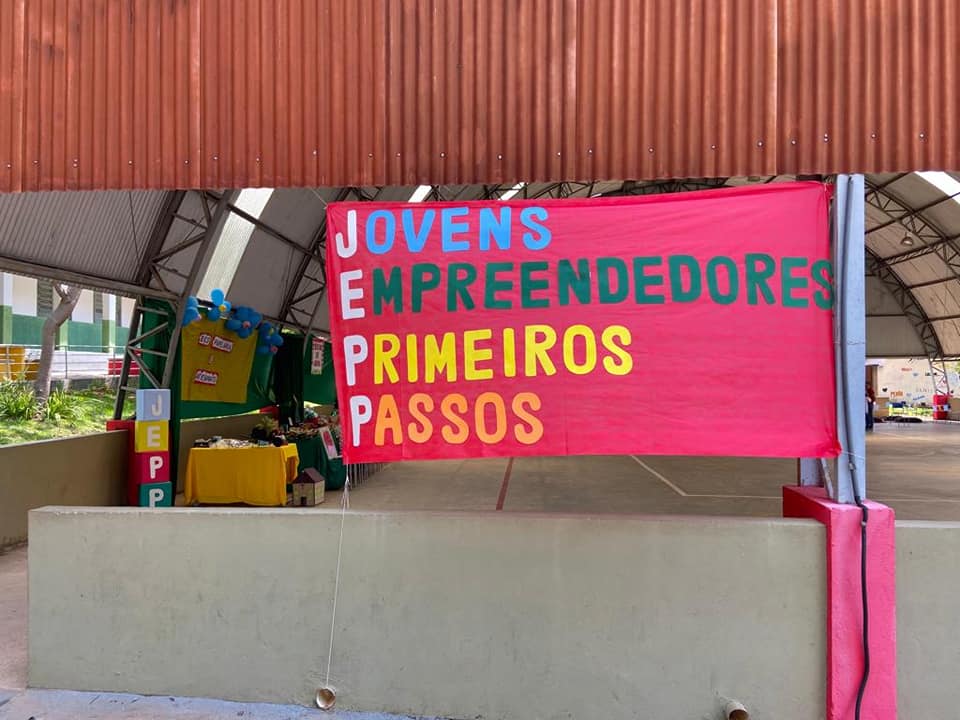 JOVENS
EMPREENDEDORES
PRIMEIROS
PASSOS
J
E
P
P